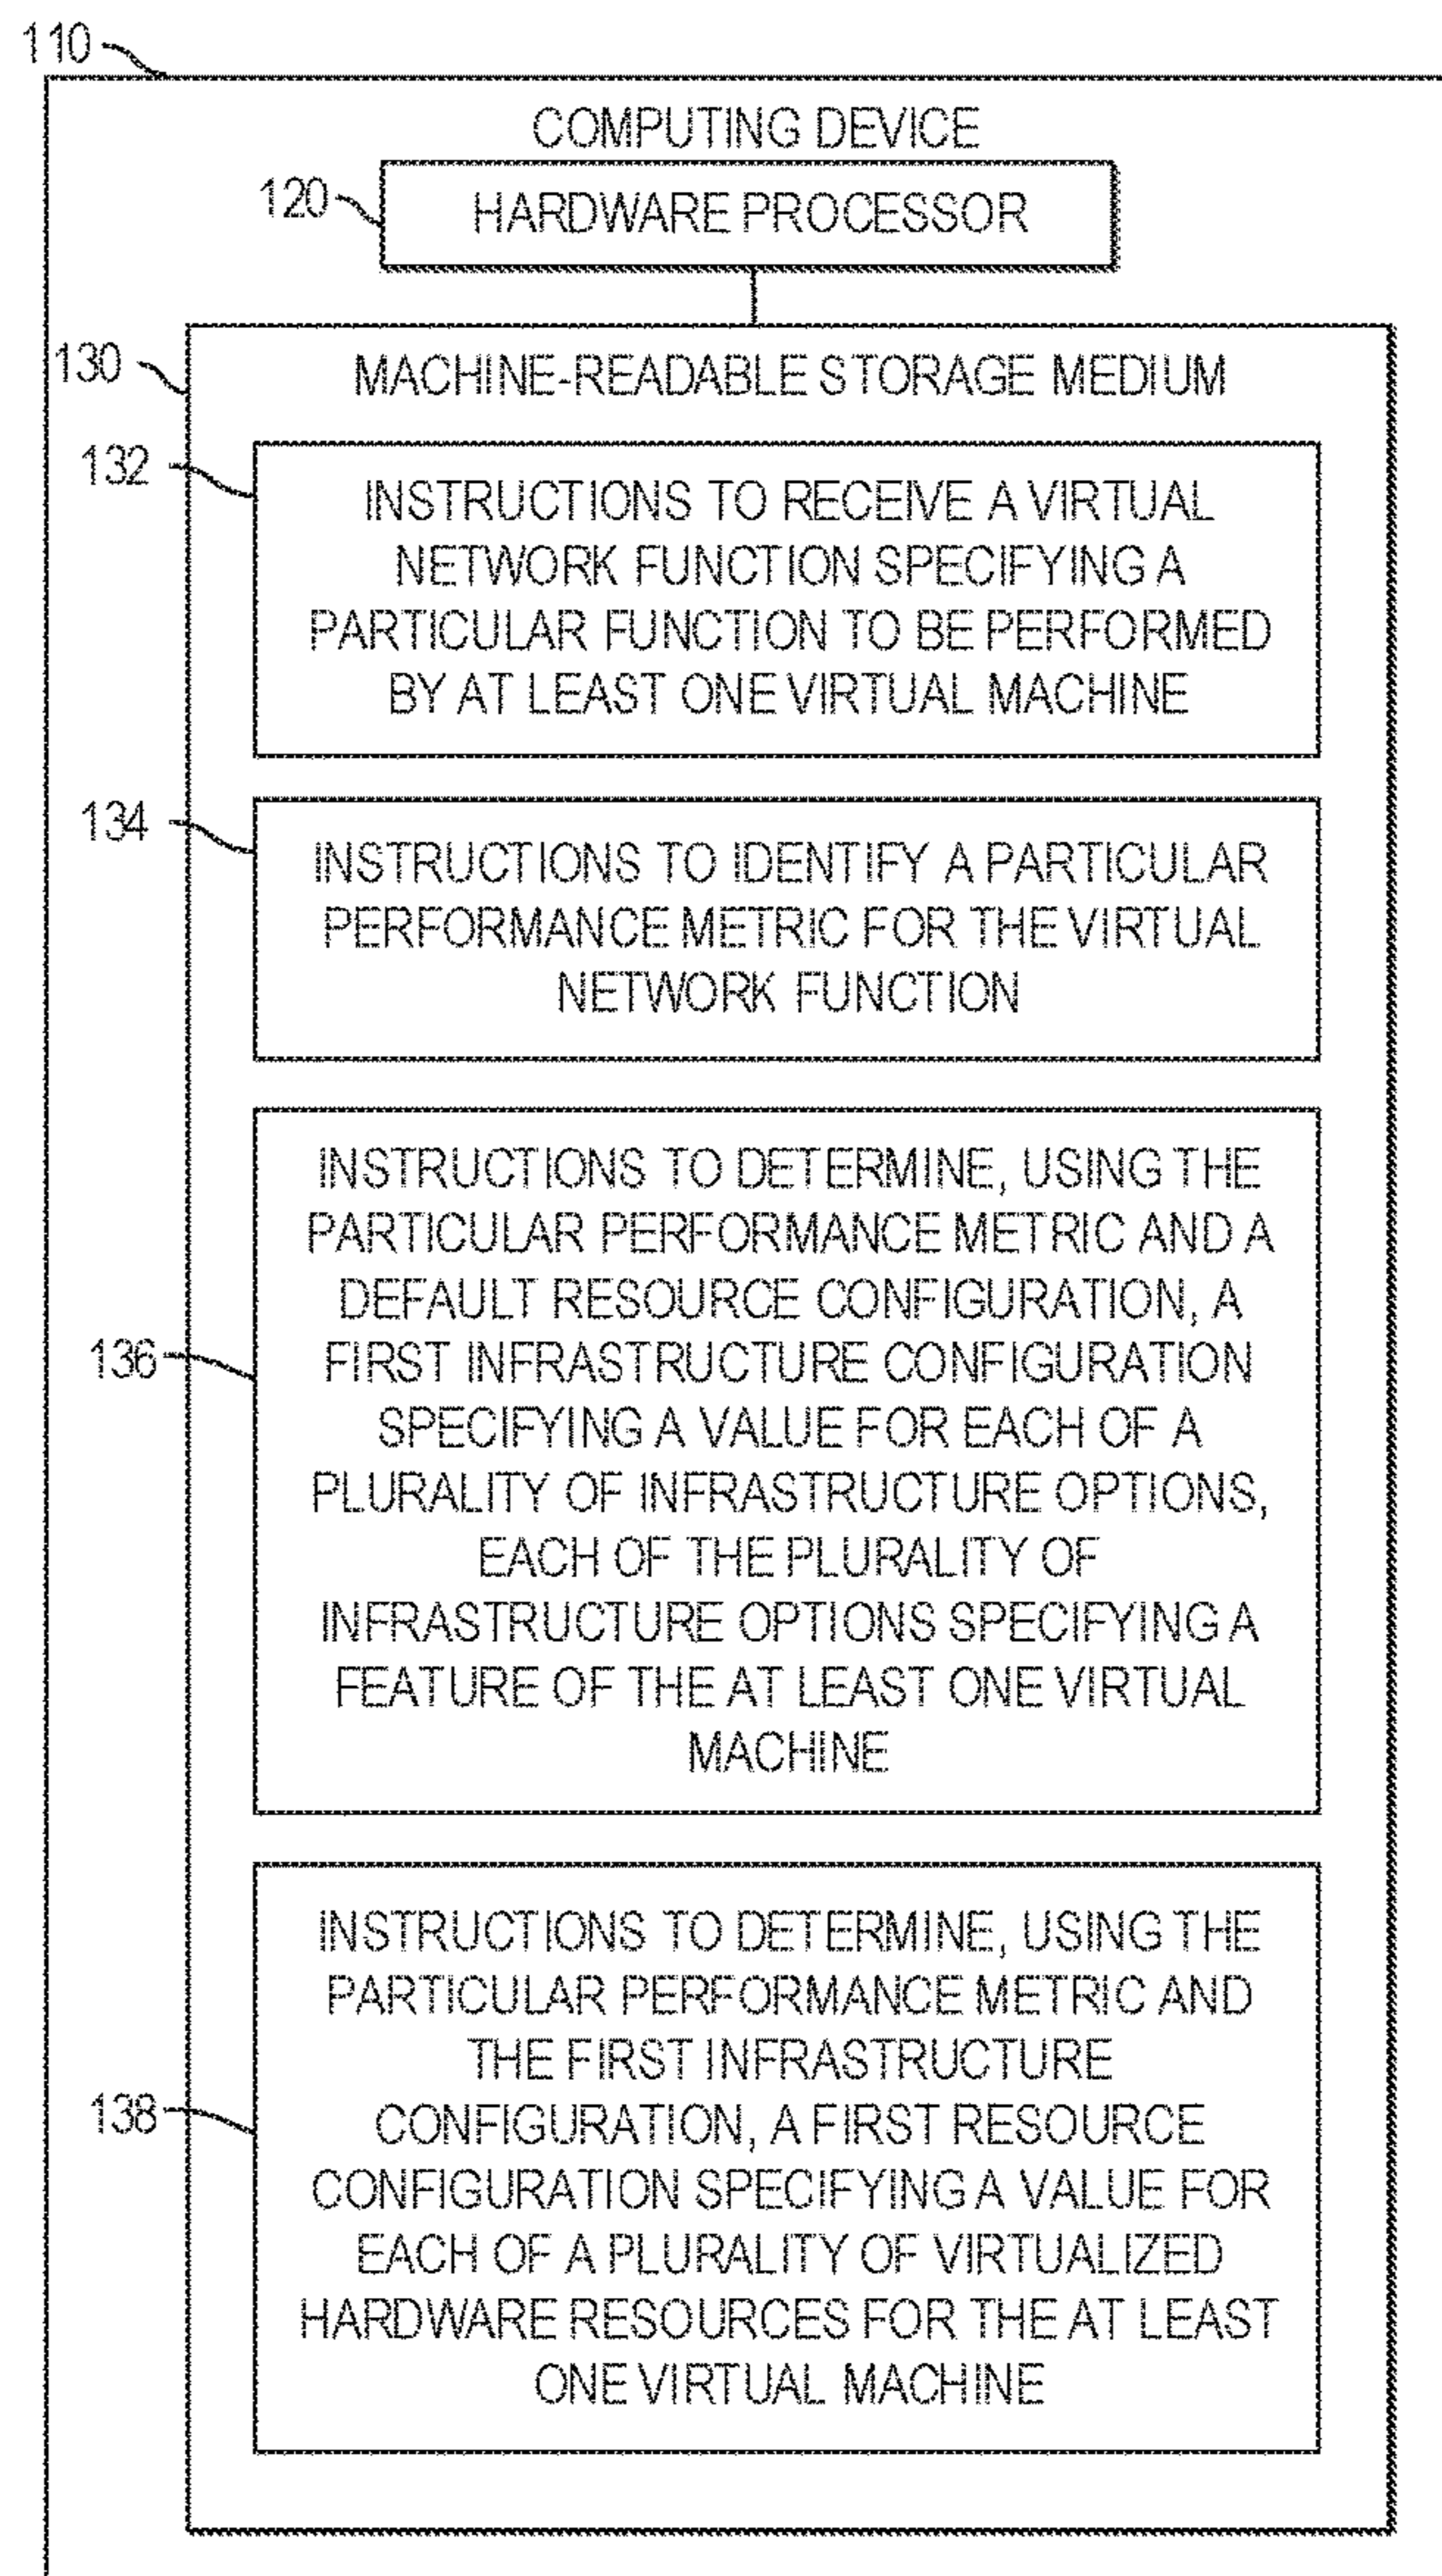 110
COMPUTING DEVICE
120
HARDWARE PROCESSOR
130
MACHINE-READABLE STORAGE MEDIUM
132
INSTRUCTIONS TO RECEIVE A VIRTUAL
NETWORK FUNCTION SPECIFYING A
PARTICULAR FUNCTION TO BE PERFORMED
BY AT LEAST ONE VIRTUAL MACHINE
134
INSTRUCTIONS TO IDENTIFY A PARTICULAR
PERFORMANCE METRIC FOR THE VIRTUAL
NETWORK FUNCTION
136
INSTRUCTIONS TO DETERMINE, USING THE
PARTICULAR PERFORMANCE METRIC AND A
DEFAULT RESOURCE CONFIGURATION, A
FIRST INFRASTRUCTURE CONFIGURATION
SPECIFYING A VALUE FOR EACH OF A
PLURALITY OF INFRASTRUCTURE OPTIONS,
EACH OF THE PLURALITY OF
INFRASTRUCTURE OPTIONS SPECIFYING A
FEATURE OF THE AT LEAST ONE VIRTUAL
MACHINE
138
INSTRUCTIONS TO DETERMINE, USING THE
PARTICULAR PERFORMANCE METRIC AND
THE FIRST INFRASTRUCTURE
CONFIGURATION, A FIRST RESOURCE
CONFIGURATION SPECIFYING A VALUE FOR
EACH OF A PLURALITY OF VIRTUALIZED
HARDWARE RESOURCES FOR THE AT LEAST
ONE VIRTUAL MACHINE